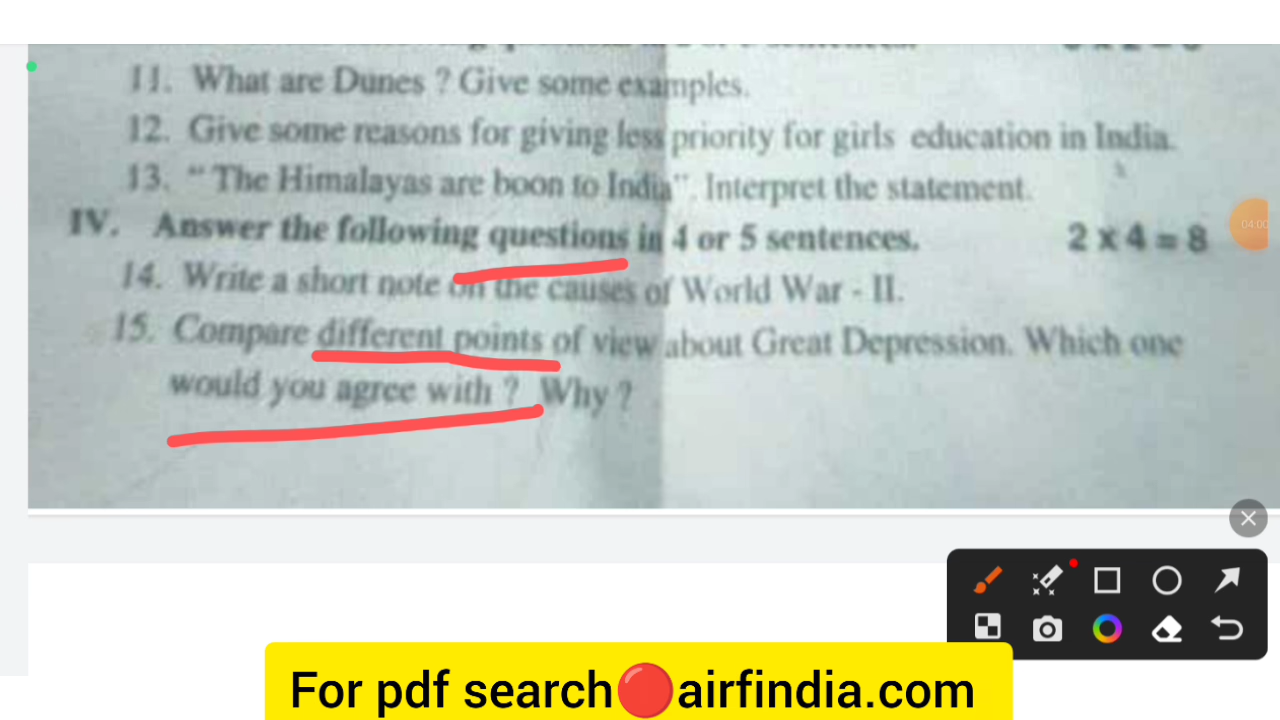 11. What are Dunes ? Give some examples.
12. Give some reasons for giving less priority for girls education in India.
13. "The Himalayas are boon to India". Interpret the statement.
IV. Answer the following questions in 4 or 5 sentences. 2 x 4 = 8
04:00
14. Write a short note on the causes of World War - II.
15. Compare different points of view about Great Depression. Which one
would you agree with ? Why ?
For pdf search🔴airfindia.com